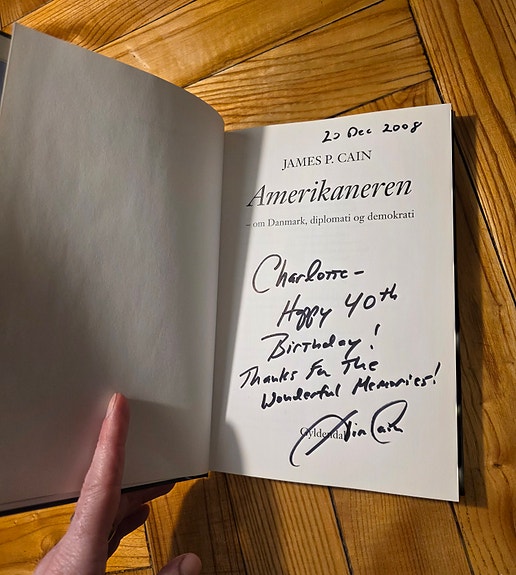 20 Dec 2008
JAMES P. CAIN
Amerikaneren
– om Danmark, diplomati og demokrati
Charlotte –
Happy 40th
Birthday!
Thanks For The
Wonderful Memories!
Gyldendal
Jim Cain